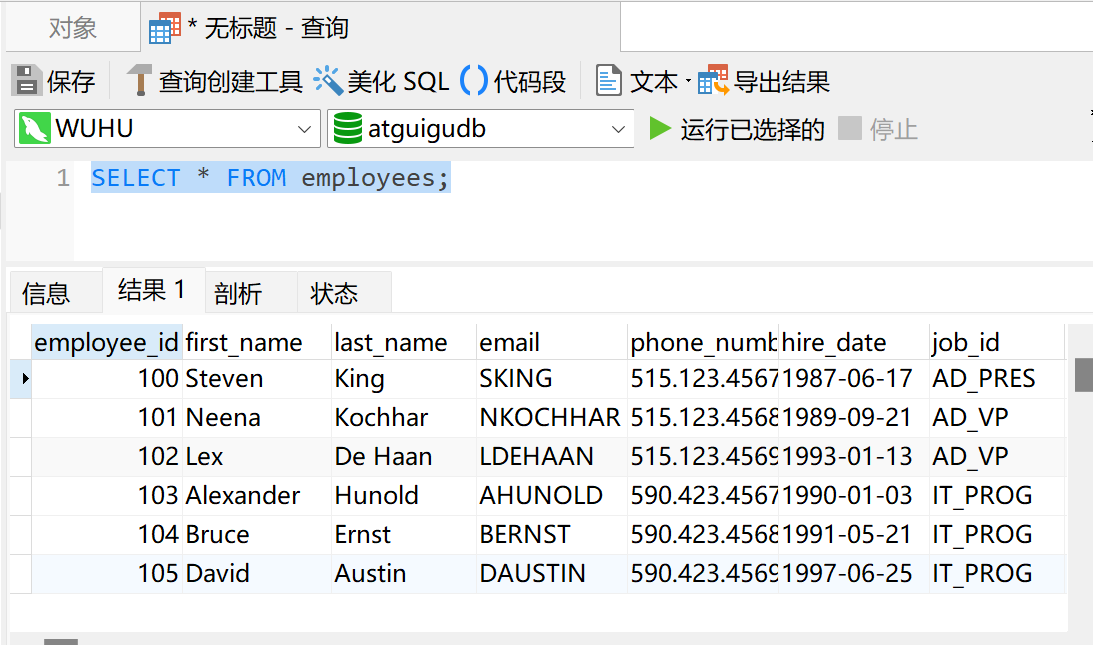 对象 * 无标题 - 查询
保存 查询创建工具 美化 SQL () 代码段 文本 · 导出结果
WUHU atguigudb 运行已选择的 停止
1 SELECT * FROM employees;
信息 结果 1 剖析 状态
employee_id first_name last_name email phone_numb hire_date job_id
100 Steven King SKING 515.123.4567 1987-06-17 AD_PRES
101 Neena Kochhar NKOCHHAR 515.123.4568 1989-09-21 AD_VP
102 Lex De Haan LDEHAAN 515.123.4569 1993-01-13 AD_VP
103 Alexander Hunold AHUNOLD 590.423.4567 1990-01-03 IT_PROG
104 Bruce Ernst BERNST 590.423.4568 1991-05-21 IT_PROG
105 David Austin DAUSTIN 590.423.4569 1997-06-25 IT_PROG